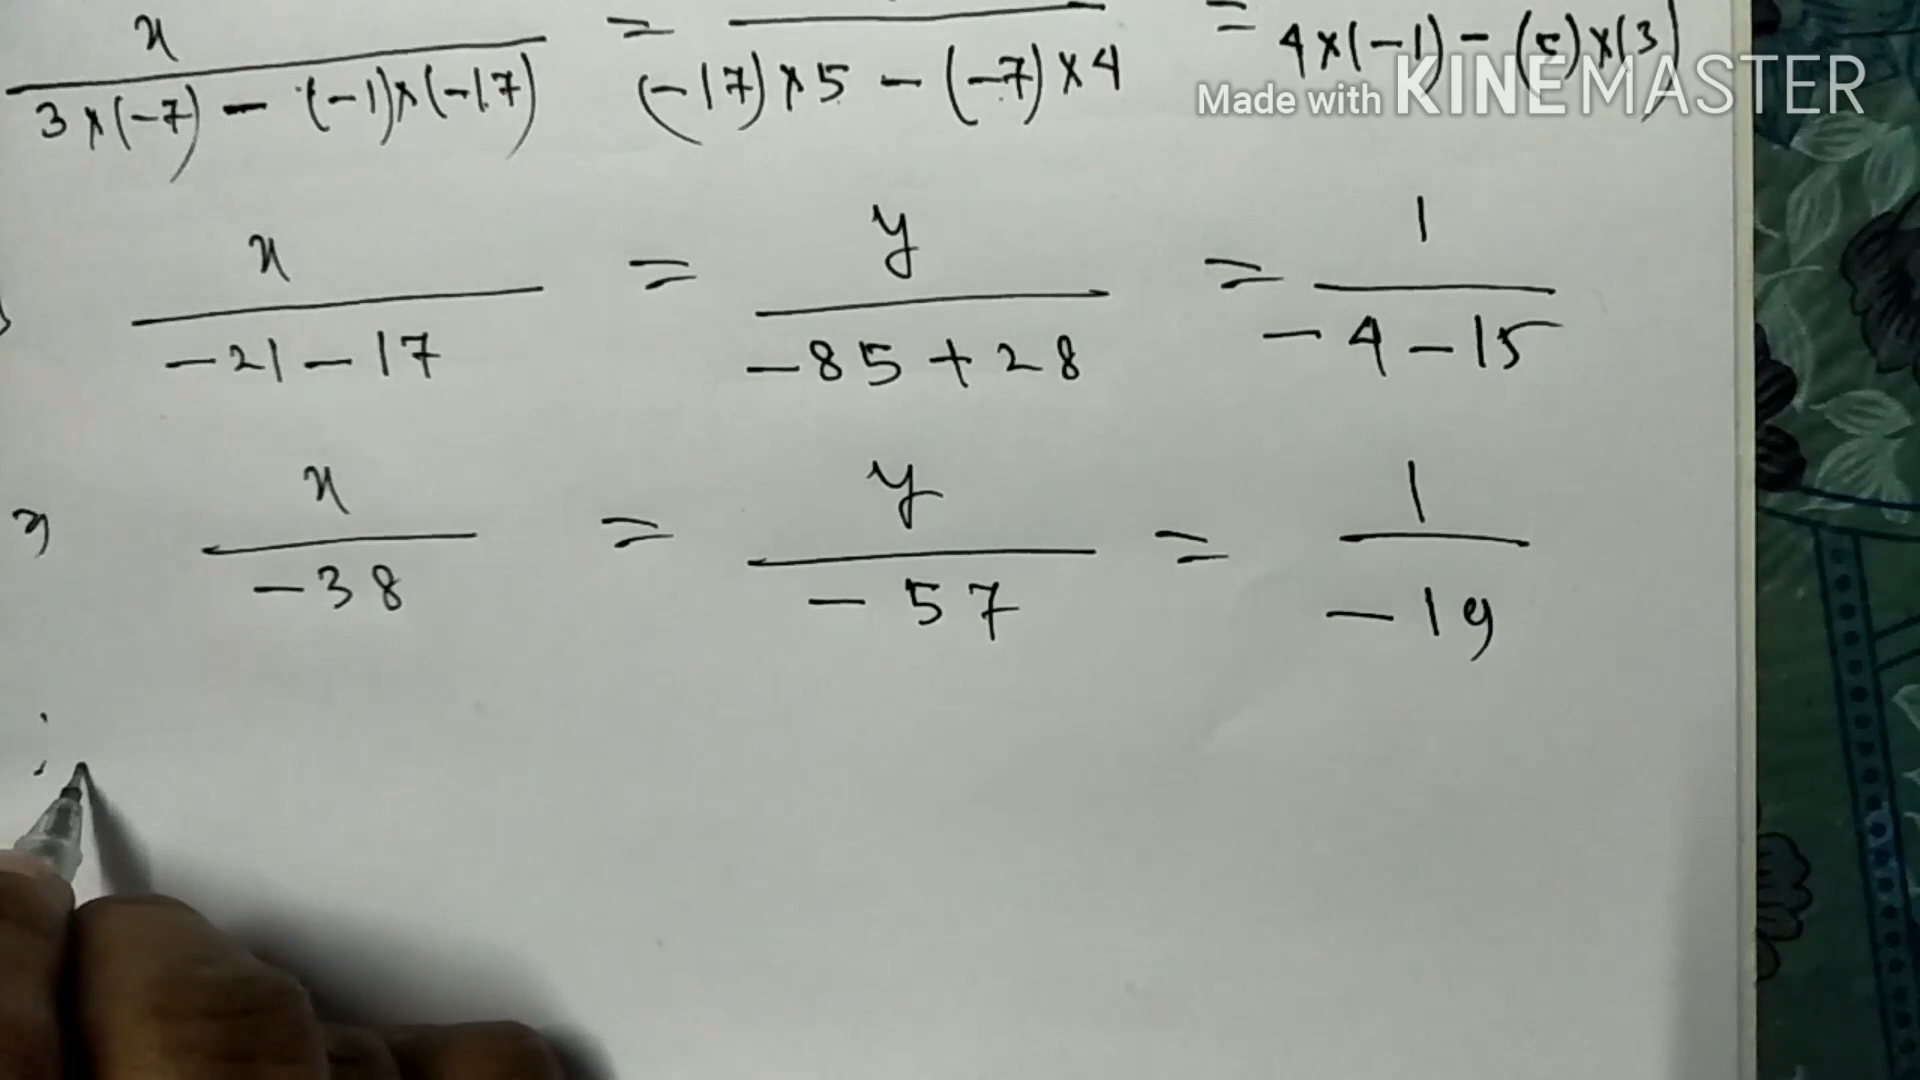 x = = 4×(-1) - (5)×(3)
3×(-7) - (-1)×(-17) (-17)×5 - (-7)×4
Made with KINEMASTER
x = y = 1
-21-17 -85+28 -4-15
x = y = 1
-38 -57 -19